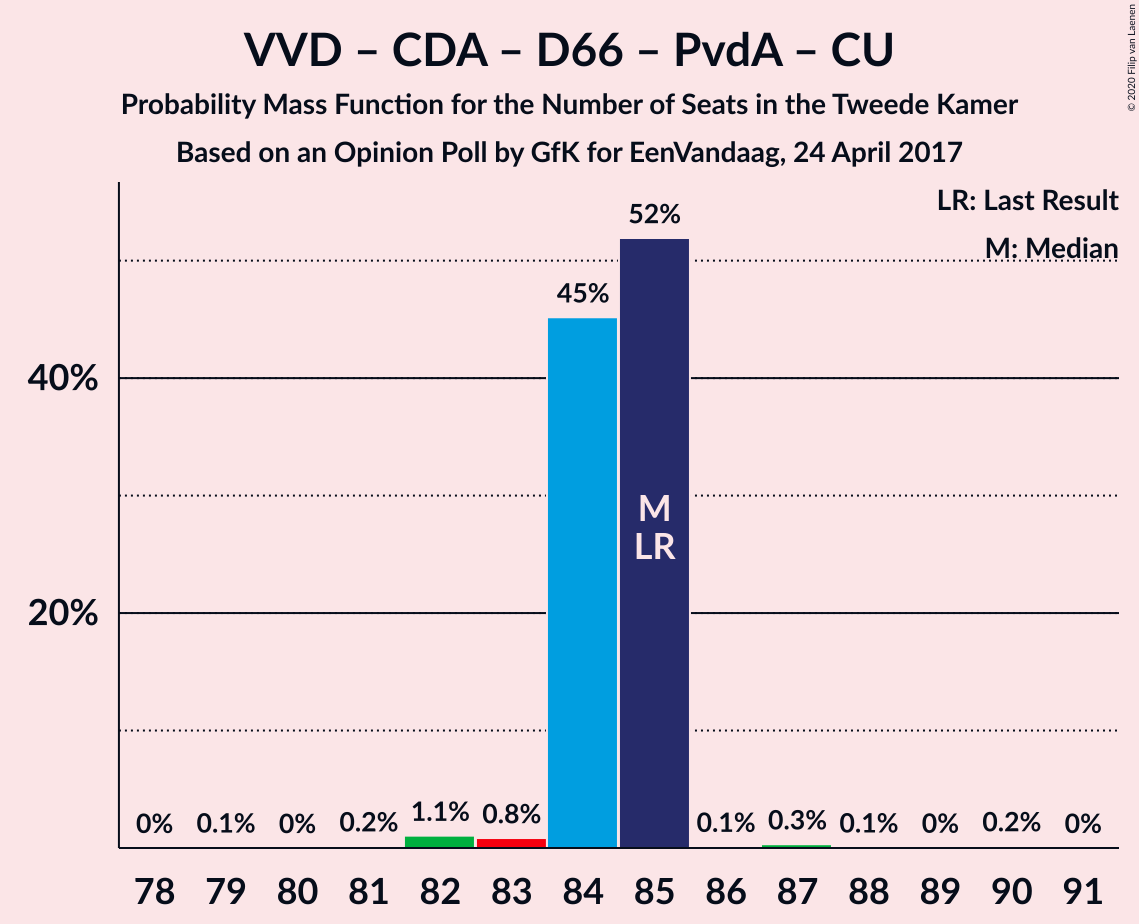 VVD – CDA – D66 – PvdA – CU
Probability Mass Function for the Number of Seats in the Tweede Kamer
Based on an Opinion Poll by GfK for EenVandaag, 24 April 2017
© 2020 Filip van Laenen
LR: Last Result
M: Median
52%
45%
40%
M
LR
20%
0%
0.1%
0%
0.2%
1.1%
0.8%
0.1%
0.3%
0.1%
0%
0.2%
0%
78 79 80 81 82 83 84 85 86 87 88 89 90 91